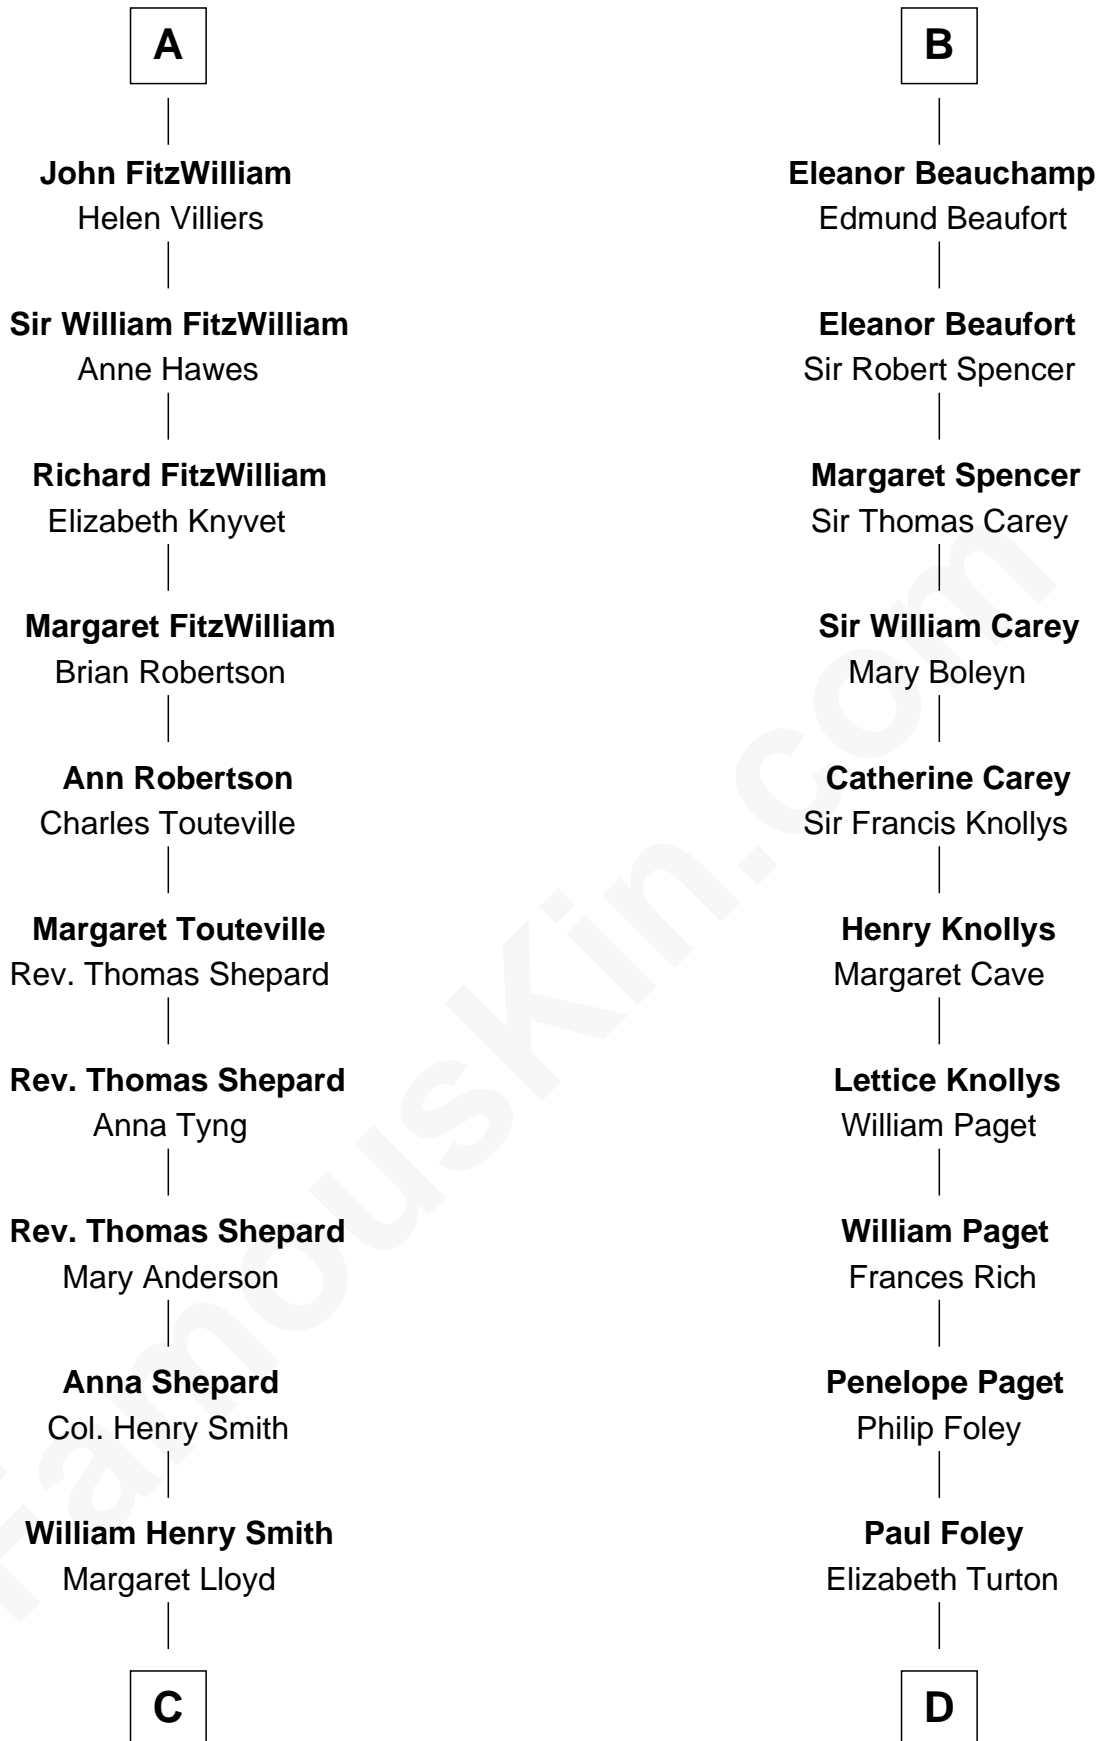 A
John FitzWilliam
Helen Villiers
Sir William FitzWilliam
Anne Hawes
Richard FitzWilliam
Elizabeth Knyvet
Margaret FitzWilliam
Brian Robertson
Ann Robertson
Charles Touteville
Margaret Touteville
Rev. Thomas Shepard
Rev. Thomas Shepard
Anna Tyng
Rev. Thomas Shepard
Mary Anderson
Anna Shepard
Col. Henry Smith
William Henry Smith
Margaret Lloyd
C
B
Eleanor Beauchamp
Edmund Beaufort
Eleanor Beaufort
Sir Robert Spencer
Margaret Spencer
Sir Thomas Carey
Sir William Carey
Mary Boleyn
Catherine Carey
Sir Francis Knollys
Henry Knollys
Margaret Cave
Lettice Knollys
William Paget
William Paget
Frances Rich
Penelope Paget
Philip Foley
Paul Foley
Elizabeth Turton
D
FamousKin.com